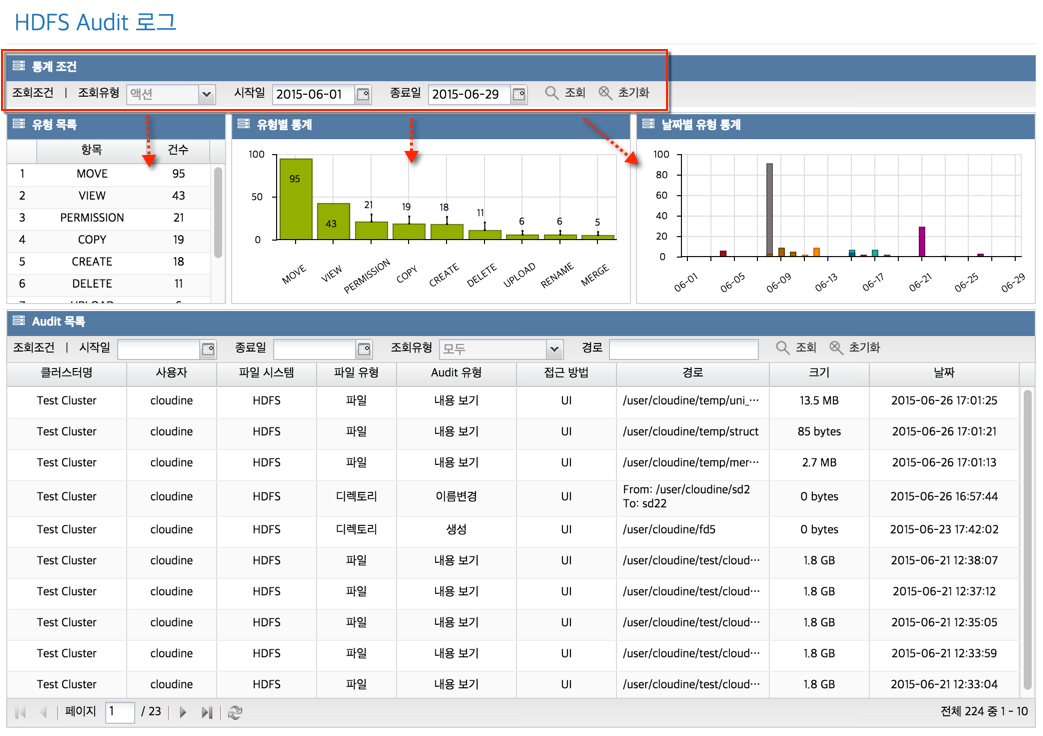 HDFS Audit 로그
통계 조건
조회조건 | 조회유형 액션 시작일 2015-06-01 종료일 2015-06-29 조회 초기화
유형 목록
항목 건수
1 MOVE 95
2 VIEW 43
3 PERMISSION 21
4 COPY 19
5 CREATE 18
6 DELETE 11
유형별 통계
100
50
0
95 43 21 19 18 11 6 6 5
MOVE VIEW PERMISSION COPY CREATE DELETE UPLOAD RENAME MERGE
날짜별 유형 통계
100
80
60
40
20
0
06-01 06-05 06-09 06-13 06-17 06-21 06-25 06-29
Audit 목록
조회조건 | 시작일 종료일 조회유형 모두 경로 조회 초기화
클러스터명 사용자 파일 시스템 파일 유형 Audit 유형 접근 방법 경로 크기 날짜
Test Cluster cloudine HDFS 파일 내용 보기 UI /user/cloudine/temp/uni_··· 13.5 MB 2015-06-26 17:01:25
Test Cluster cloudine HDFS 파일 내용 보기 UI /user/cloudine/temp/struct 85 bytes 2015-06-26 17:01:21
Test Cluster cloudine HDFS 파일 내용 보기 UI /user/cloudine/temp/mer··· 2.7 MB 2015-06-26 17:01:13
Test Cluster cloudine HDFS 디렉토리 이름변경 UI From: /user/cloudine/sd2 0 bytes 2015-06-26 16:57:44
To: sd22
Test Cluster cloudine HDFS 디렉토리 생성 UI /user/cloudine/fd5 0 bytes 2015-06-23 17:42:02
Test Cluster cloudine HDFS 파일 내용 보기 UI /user/cloudine/test/cloud··· 1.8 GB 2015-06-21 12:38:07
Test Cluster cloudine HDFS 파일 내용 보기 UI /user/cloudine/test/cloud··· 1.8 GB 2015-06-21 12:37:12
Test Cluster cloudine HDFS 파일 내용 보기 UI /user/cloudine/test/cloud··· 1.8 GB 2015-06-21 12:35:05
Test Cluster cloudine HDFS 파일 내용 보기 UI /user/cloudine/test/cloud··· 1.8 GB 2015-06-21 12:33:59
Test Cluster cloudine HDFS 파일 내용 보기 UI /user/cloudine/test/cloud··· 1.8 GB 2015-06-21 12:33:04
페이지 1 / 23 전체 224 중 1 - 10